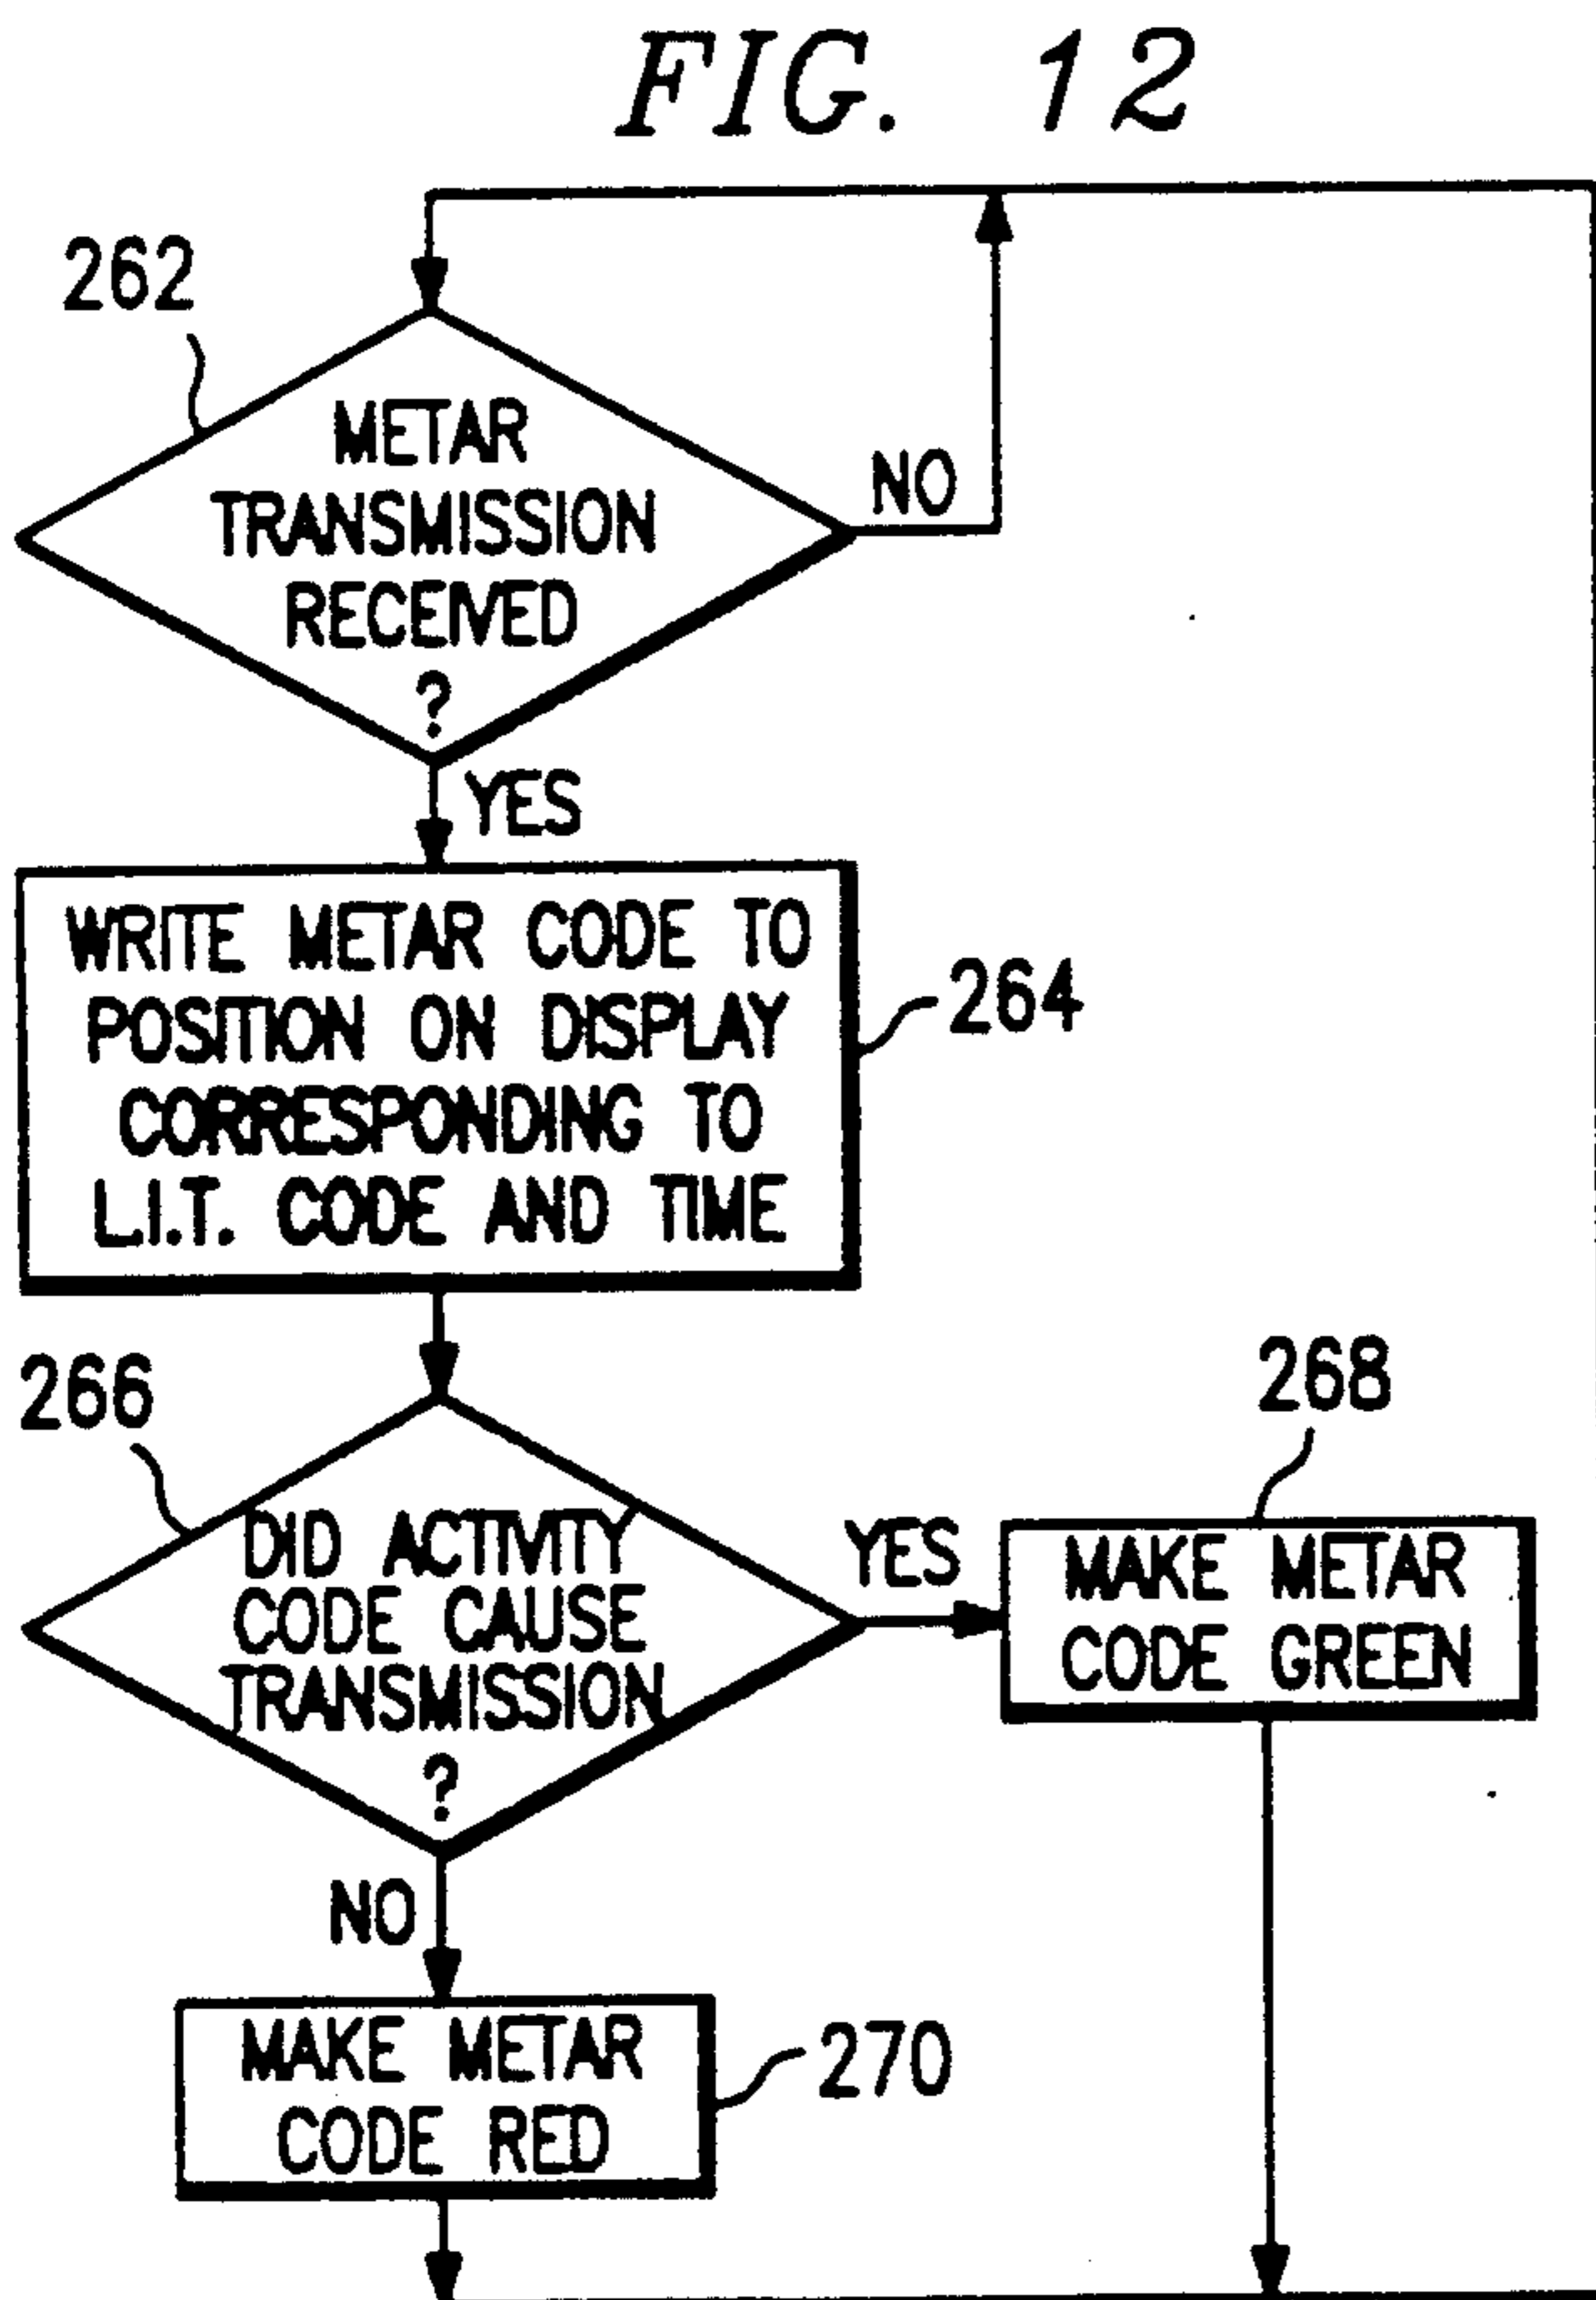 FIG. 12
262
METAR
TRANSMISSION
RECEIVED
?
NO
YES
WRITE METAR CODE TO
POSITION ON DISPLAY
CORRESPONDING TO
L.I.T. CODE AND TIME
264
266
DID ACTIVITY
CODE CAUSE
TRANSMISSION
?
YES
268
MAKE METAR
CODE GREEN
NO
MAKE METAR
CODE RED
270